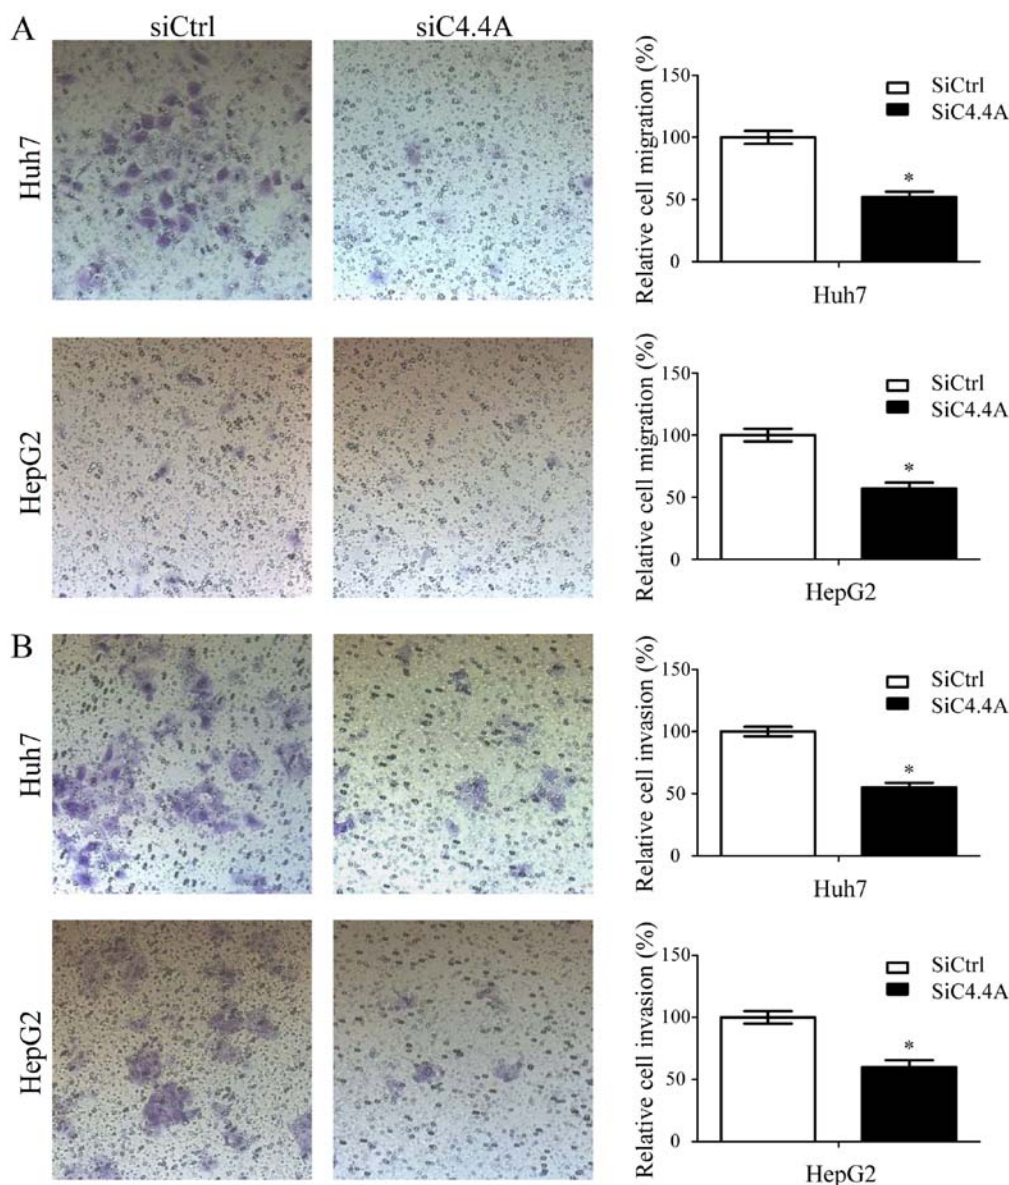 A
siCtrl
siC4.4A
Huh7
Relative cell migration (%)
150
100
50
0
SiCtrl
SiC4.4A
*
Huh7
HepG2
Relative cell migration (%)
150
100
50
0
SiCtrl
SiC4.4A
*
HepG2
B
Huh7
Relative cell invasion (%)
150
100
50
0
SiCtrl
SiC4.4A
*
Huh7
HepG2
Relative cell invasion (%)
150
100
50
0
SiCtrl
SiC4.4A
*
HepG2